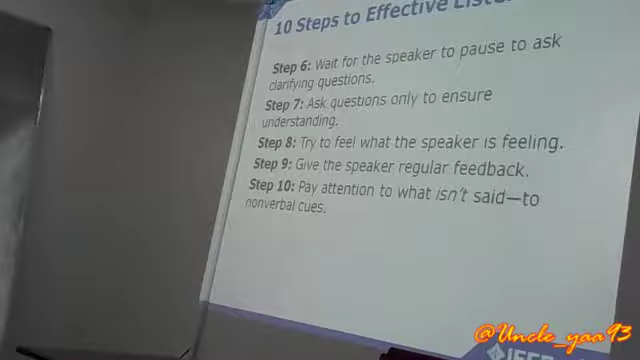 10 Steps to Effective
Step 6: Wait for the speaker to pause to ask
clarifying questions.
Step 7: Ask questions only to ensure
understanding.
Step 8: Try to feel what the speaker is feeling.
Step 9: Give the speaker regular feedback.
Step 10: Pay attention to what isn't said—to
nonverbal cues.
@Uncle_yaa93